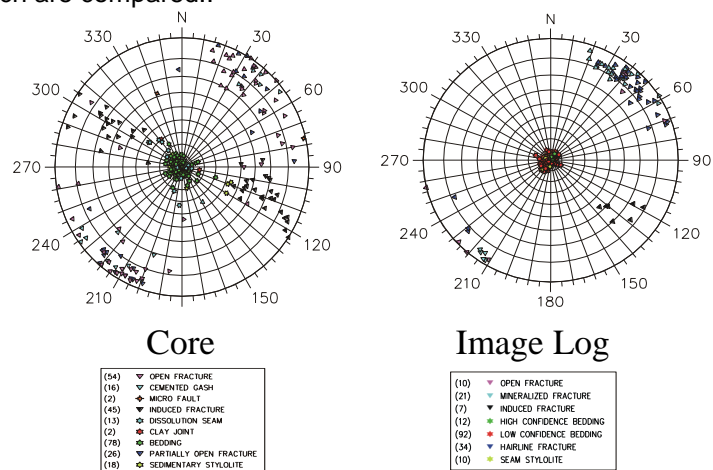 ch are compared..
N
330 30
300 60
270 90
240 120
210 150
N
330 30
300 60
270 90
240 120
210 150
180
Core
Image Log
(54) OPEN FRACTURE
(16) CEMENTED GASH
(2) MICRO FAULT
(45) INDUCED FRACTURE
(13) DISSOLUTION SEAM
(2) CLAY JOINT
(78) BEDDING
(26) PARTIALLY OPEN FRACTURE
(18) SEDIMENTARY STYLOLITE
(10) OPEN FRACTURE
(21) MINERALIZED FRACTURE
(7) INDUCED FRACTURE
(12) HIGH CONFIDENCE BEDDING
(92) LOW CONFIDENCE BEDDING
(34) HAIRLINE FRACTURE
(10) SEAM STYLOLITE